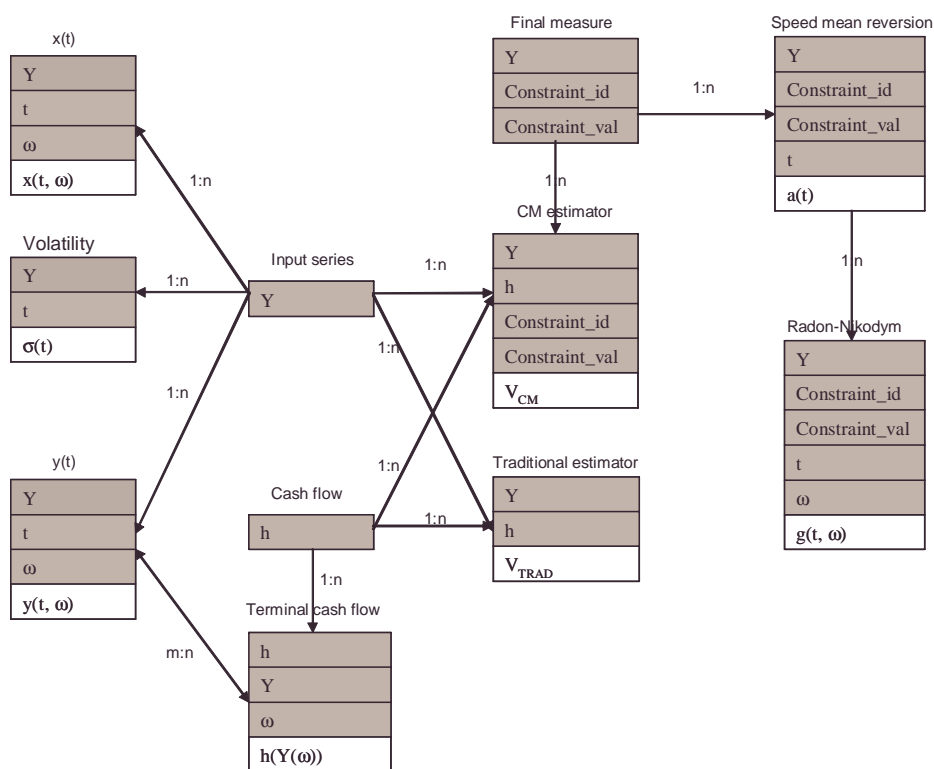 x(t)
Y
t
ω
x(t, ω)
Volatility
Y
t
σ(t)
y(t)
Y
t
ω
y(t, ω)
1:n
1:n
1:n
m:n
Input series
Y
Cash flow
h
1:n
Terminal cash flow
h
Y
ω
h(Y(ω))
1:n
1:n
1:n
1:n
Final measure
Y
Constraint_id
Constraint_val
1:n
CM estimator
Y
h
Constraint_id
Constraint_val
V_CM
Traditional estimator
Y
h
V_TRAD
1:n
Speed mean reversion
Y
Constraint_id
Constraint_val
t
a(t)
1:n
Radon-Nikodym
Y
Constraint_id
Constraint_val
t
ω
g(t, ω)